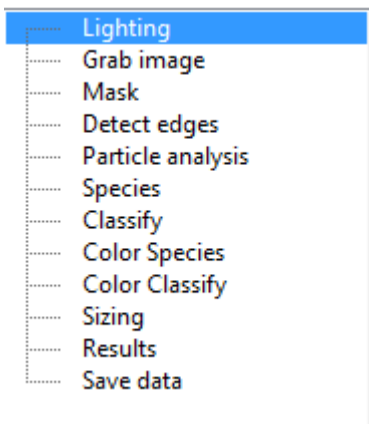 Lighting
Grab image
Mask
Detect edges
Particle analysis
Species
Classify
Color Species
Color Classify
Sizing
Results
Save data